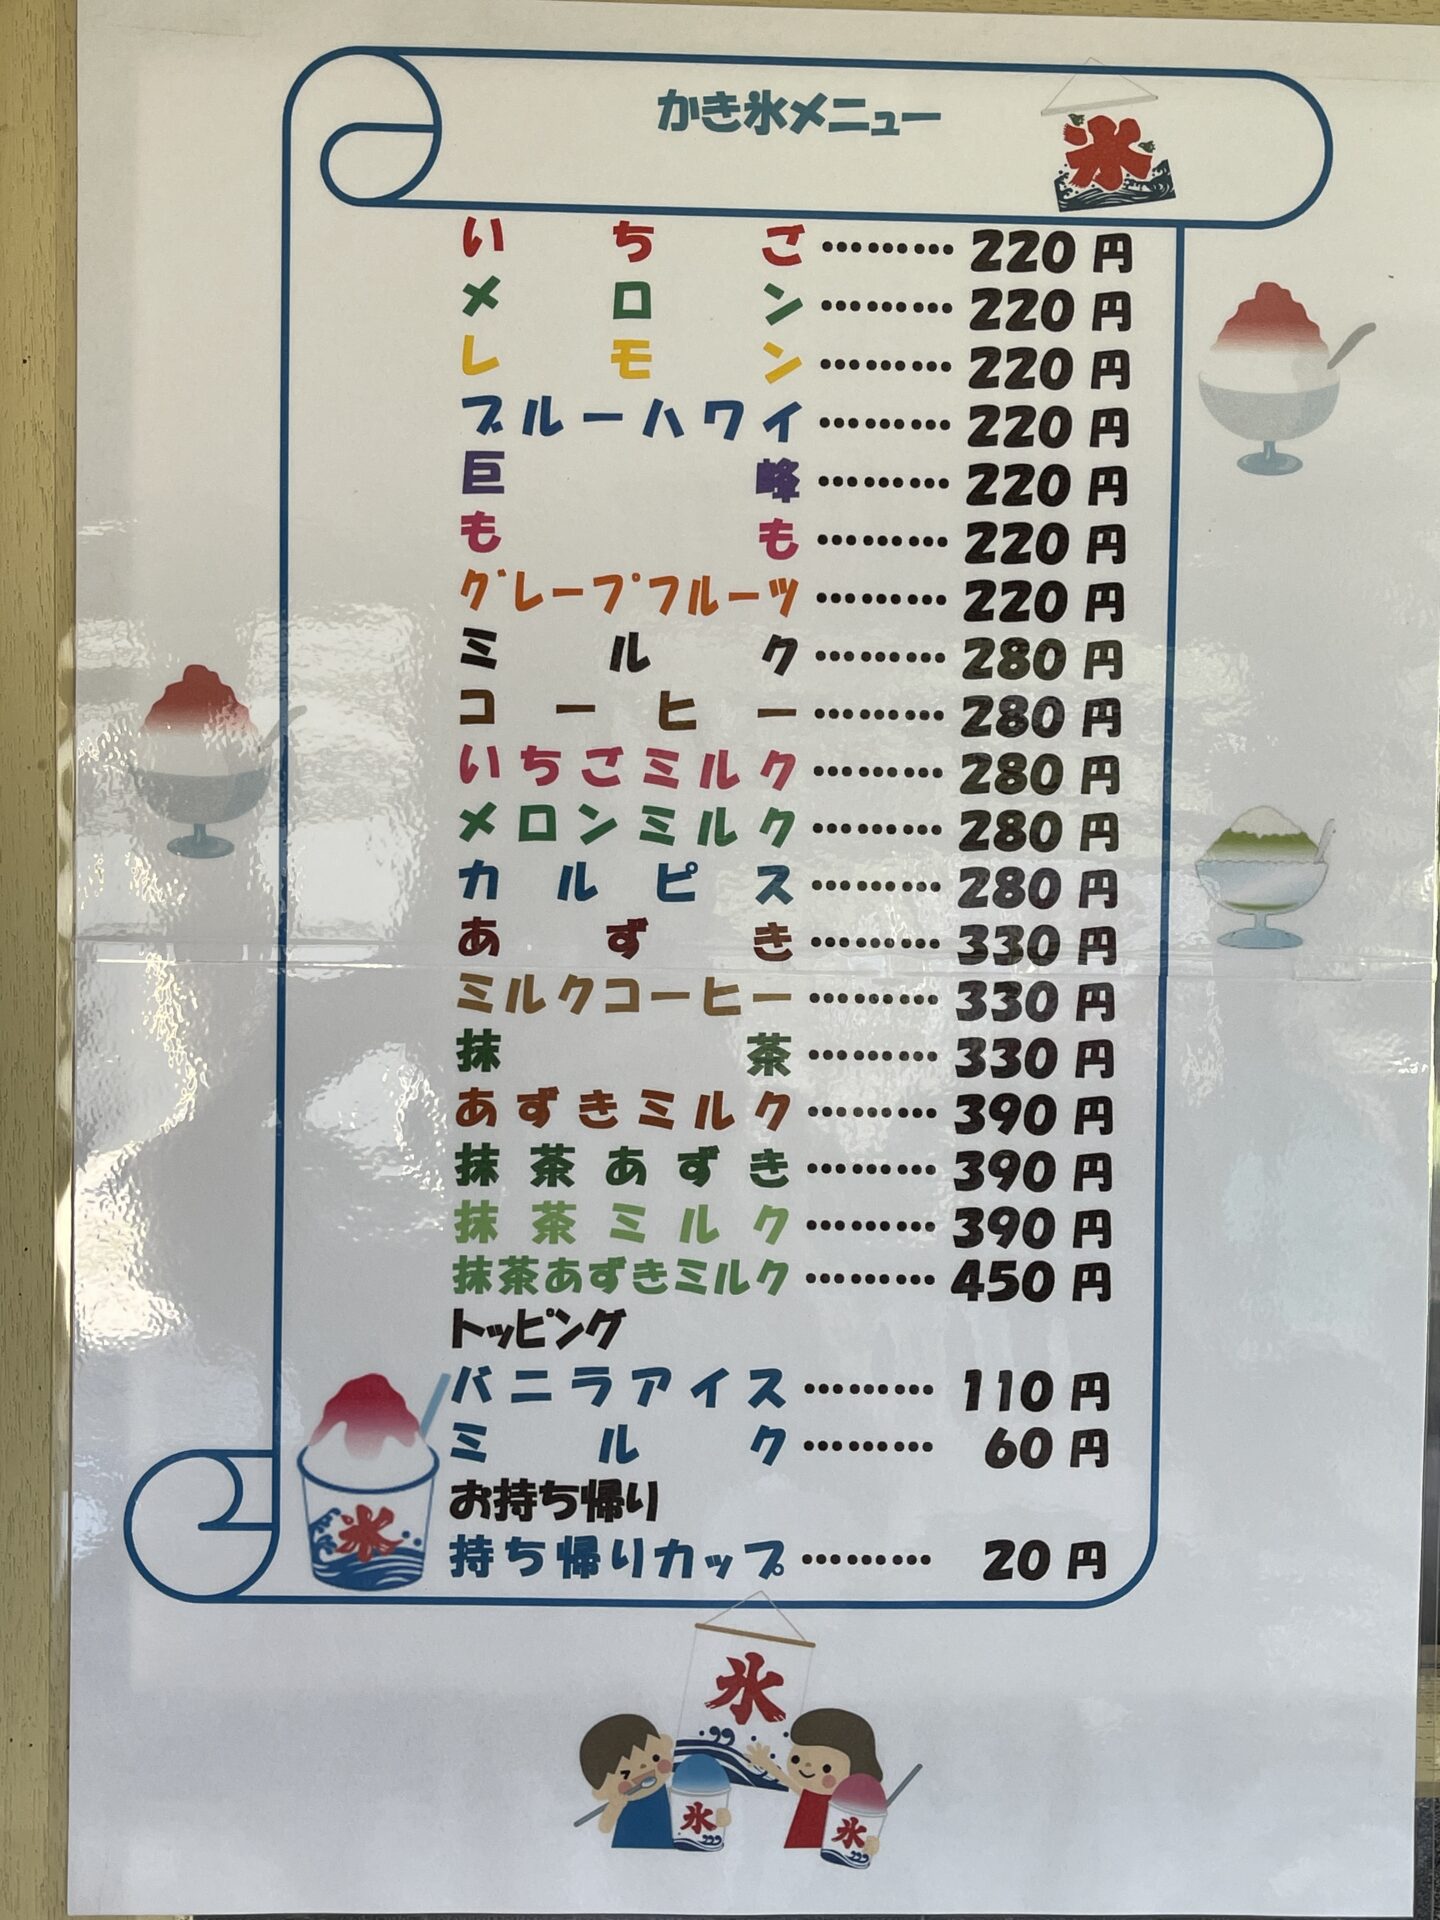 かき氷メニュー
氷
いちご………220円
メロン………220円
レモン………220円
ブルーハワイ………220円
巨峰………220円
もも………220円
グレープフルーツ………220円
ミルク………280円
コーヒー………280円
いちごミルク………280円
メロンミルク………280円
カルピス………280円
あずき………330円
ミルクコーヒー………330円
抹茶………330円
あずきミルク………390円
抹茶あずき………390円
抹茶ミルク………390円
抹茶あずきミルク………450円
トッピング
バニラアイス………110円
ミルク………60円
お持ち帰り
氷
持ち帰りカップ………20円
氷
氷
氷